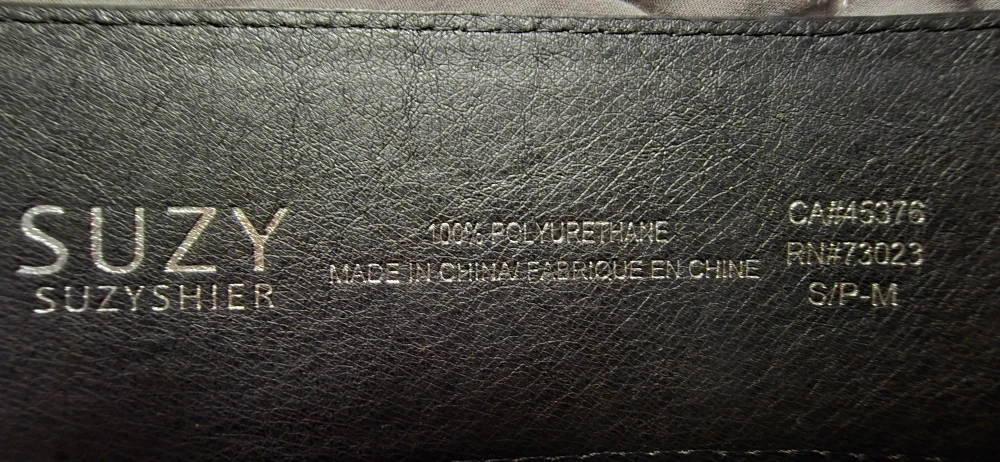 SUZY
SUZYSHIER
100% POLYURETHANE
MADE IN CHINA/ FABRIQUE EN CHINE
CA#45376
RN#73023
S/P-M